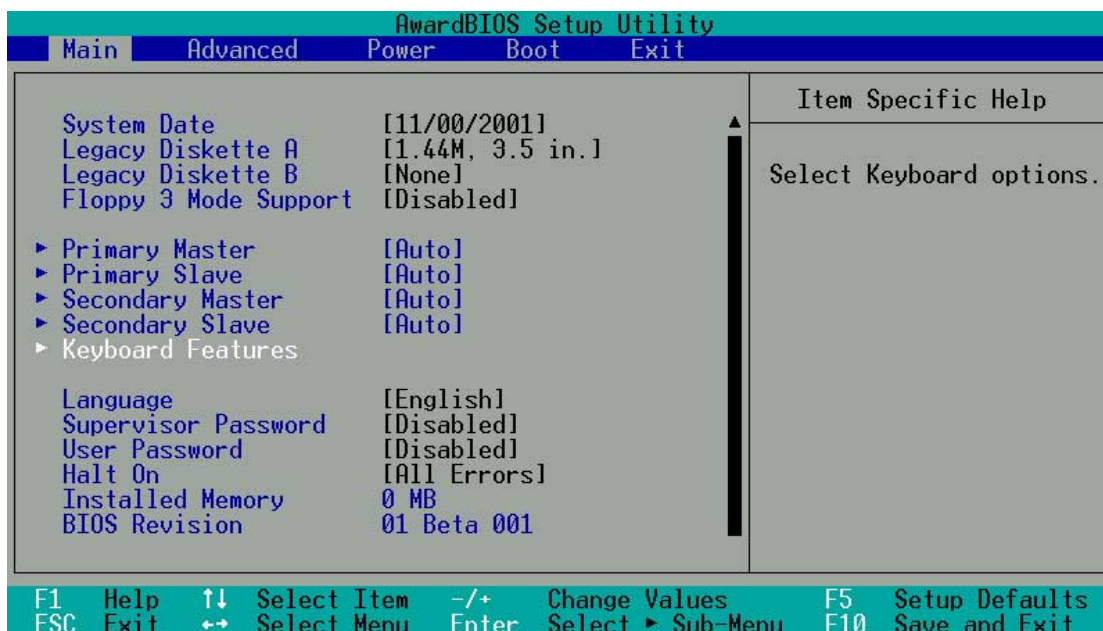 AwardBIOS Setup Utility
Main Advanced Power Boot Exit
Item Specific Help
System Date [11/00/2001]
Legacy Diskette A [1.44M, 3.5 in.]
Legacy Diskette B [None]
Floppy 3 Mode Support [Disabled]
Select Keyboard options.
▶ Primary Master [Auto]
▶ Primary Slave [Auto]
▶ Secondary Master [Auto]
▶ Secondary Slave [Auto]
▶ Keyboard Features
Language [English]
Supervisor Password [Disabled]
User Password [Disabled]
Halt On [All Errors]
Installed Memory 0 MB
BIOS Revision 01 Beta 001
F1 Help ↑↓ Select Item -/+ Change Values F5 Setup Defaults
ESC Exit ←→ Select Menu Enter Select ▶ Sub-Menu F10 Save and Exit